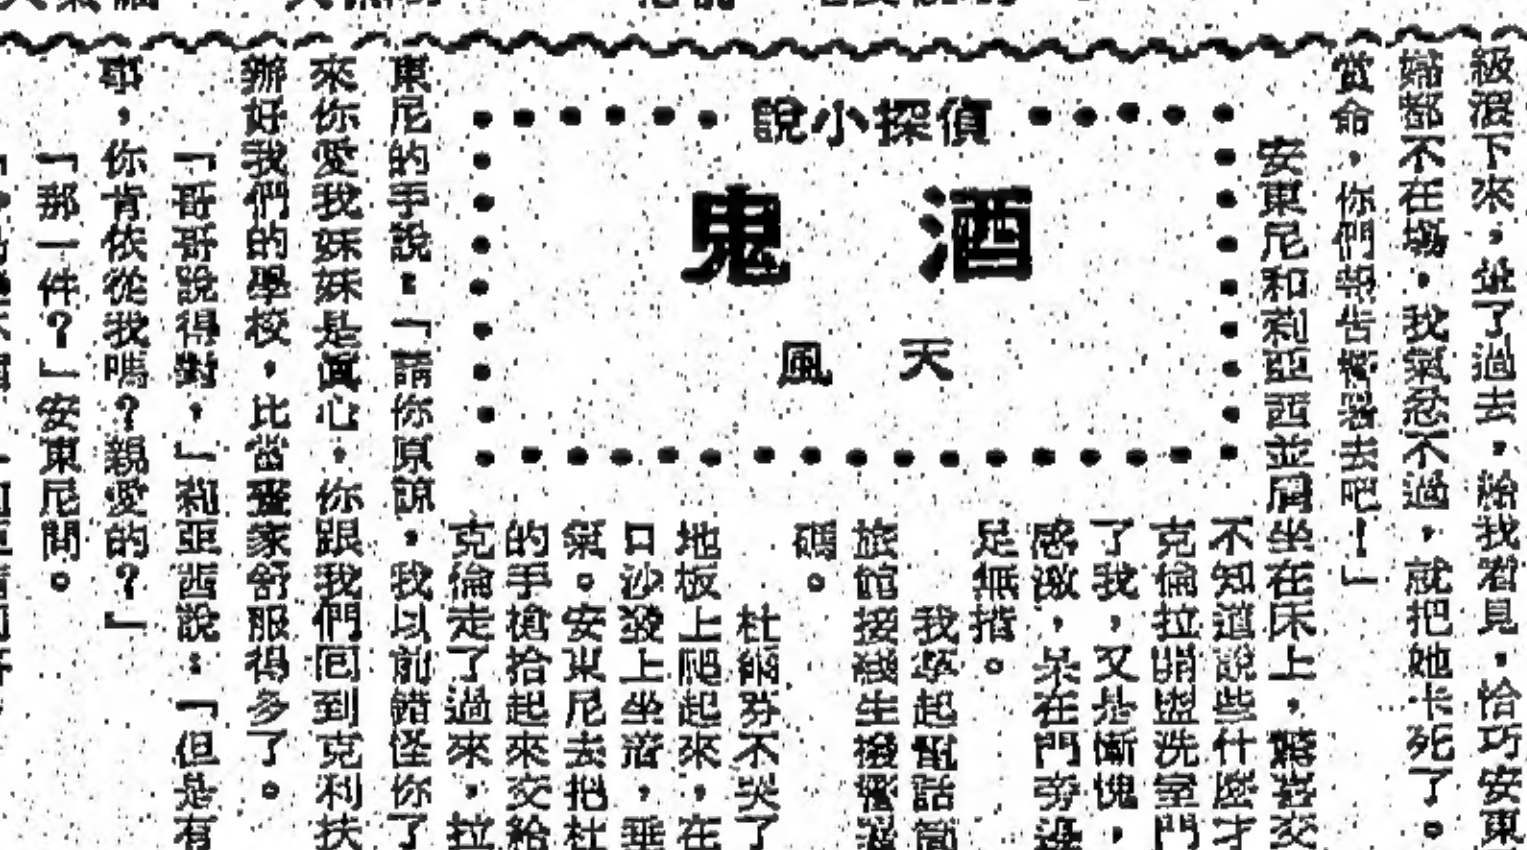 級滾下來，並了過去，給我看見，恰巧安東
婦都不在場，我氣忍不過，就把她卡死了。
當命，你們報告警署去吧！」
安東尼和莉亞西並肩坐在床上，驚喜交
不知道說些什麼才
克倫拉開盥洗室門
了我，又是慚愧，
感激，呆在門旁邊
足無措。
我拿起電話筒
旅館接綫生撥
碼。
杜爾芬不哭了
地板上爬起來，在
口沙發上坐落，垂
氣。安東尼去把杜
的手槍拾起來交給
克倫走了過來，拉
偵探小說
酒鬼
天風
東尼的手說：「請你原諒，我以前錯怪你了
來你愛我妹妹是眞心，你跟我們囘到克利扶
辦好我們的學校，比當管家舒服得多了。
「哥哥說得對，」莉亞西說：「但是有
事，你肯依從我嗎？親愛的？」
「那一件？」安東尼問。